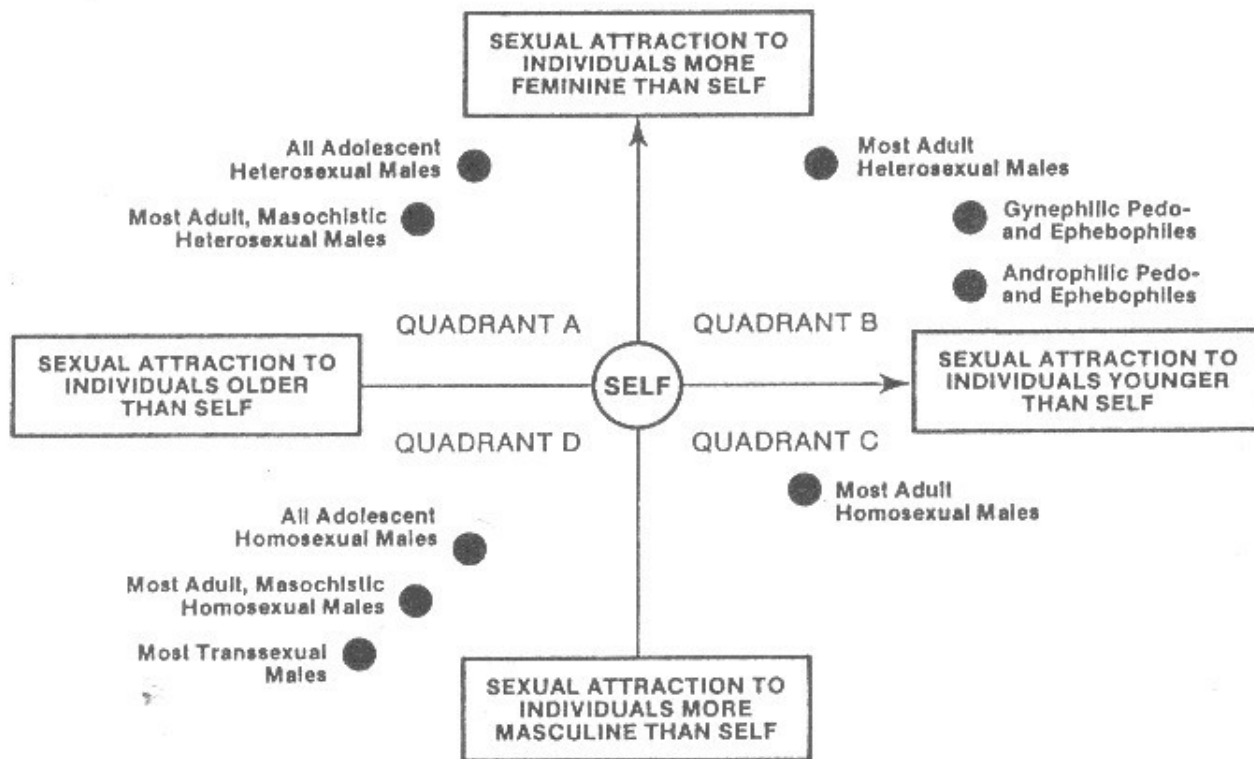 SEXUAL ATTRACTION TO
INDIVIDUALS MORE
FEMININE THAN SELF
All Adolescent
Heterosexual Males
Most Adult, Masochistic
Heterosexual Males
Most Adult
Heterosexual Males
Gynephilic Pedo-
and Ephebophiles
Androphilic Pedo-
and Ephebophiles
QUADRANT A
QUADRANT B
SEXUAL ATTRACTION TO
INDIVIDUALS OLDER
THAN SELF
SELF
SEXUAL ATTRACTION TO
INDIVIDUALS YOUNGER
THAN SELF
QUADRANT D
QUADRANT C
All Adolescent
Homosexual Males
Most Adult, Masochistic
Homosexual Males
Most Transsexual
Males
Most Adult
Homosexual Males
SEXUAL ATTRACTION TO
INDIVIDUALS MORE
MASCULINE THAN SELF